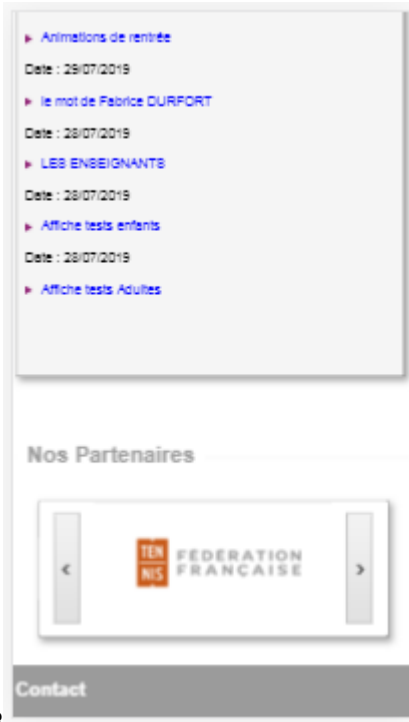 Animations de rentrée
Date : 29/07/2019
le mot de Fabrice DURFORT
Date : 28/07/2019
LES ENSEIGNANTS
Date : 28/07/2019
Affiche tests enfants
Date : 28/07/2019
Affiche tests Adultes
Nos Partenaires
TEN
NIS
FEDERATION
FRANÇAISE
Contact